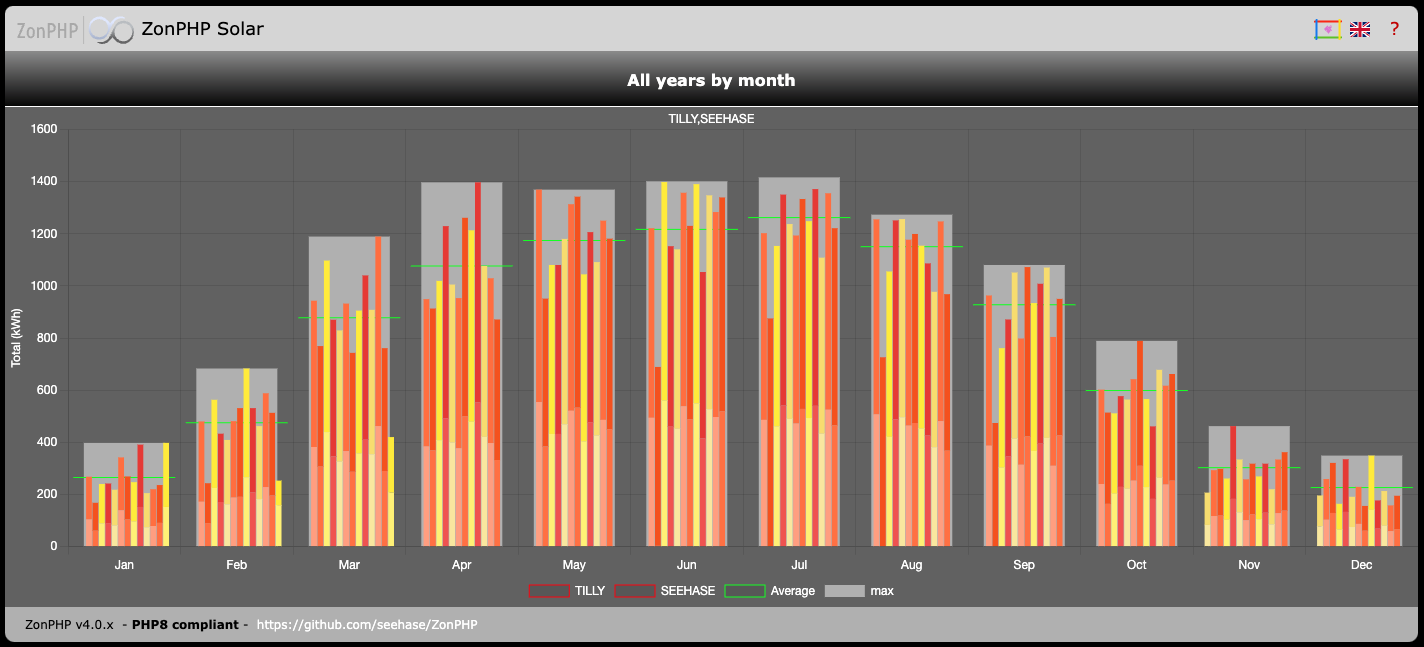 ZonPHP ZonPHP Solar ?
All years by month
TILLY,SEEHASE
1600
1400
1200
1000
800
600
400
200
0
Total (kWh)
Jan Feb Mar Apr May Jun Jul Aug Sep Oct Nov Dec
TILLY SEEHASE Average max
ZonPHP v4.0.x - PHP8 compliant - https://github.com/seehase/ZonPHP